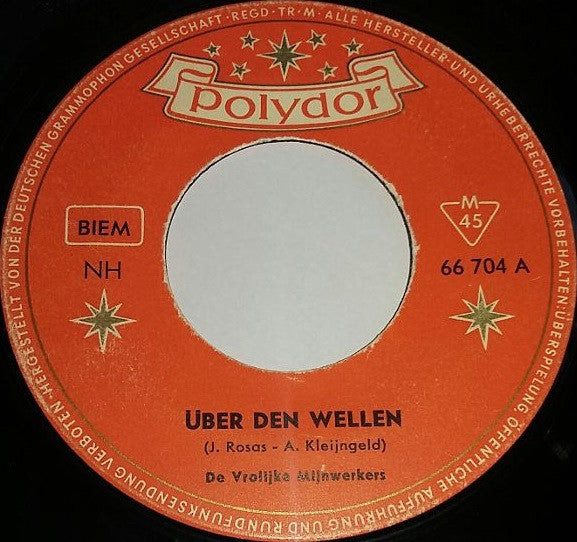 HERGESTELLT VON DER DEUTSCHEN GRAMMOPHON GESELLSCHAFT · REGD · TR · M · ALLE HERSTELLER-UND URHEBERRECHTE VORBEHALTEN: ÜBERSPIELUNG, ÖFFENTLICHE AUFFÜHRUNG UND RUNDFUNKSENDUNG VERBOTEN·
polydor
BIEM
M
45
NH
66 704 A
ÜBER DEN WELLEN
(J. Rosas - A. Kleijngeld)
De Vrolijke Mijnwerkers